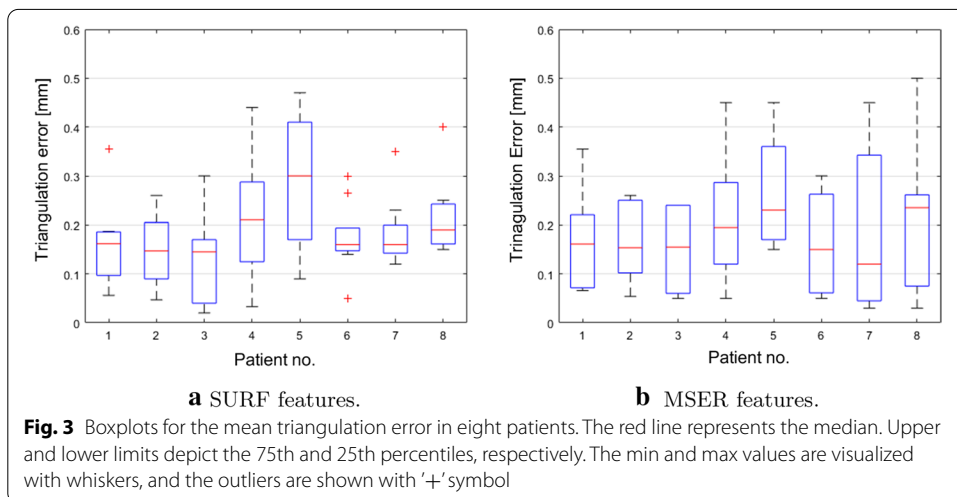 0.6
0.5
0.4
0.3
0.2
0.1
0
Triangulation error [mm]
1 2 3 4 5 6 7 8
Patient no.
a SURF features.
0.6
0.5
0.4
0.3
0.2
0.1
0
Trinagulation Error [mm]
1 2 3 4 5 6 7 8
Patient no.
b MSER features.
Fig. 3 Boxplots for the mean triangulation error in eight patients. The red line represents the median. Upper
and lower limits depict the 75th and 25th percentiles, respectively. The min and max values are visualized
with whiskers, and the outliers are shown with '+' symbol